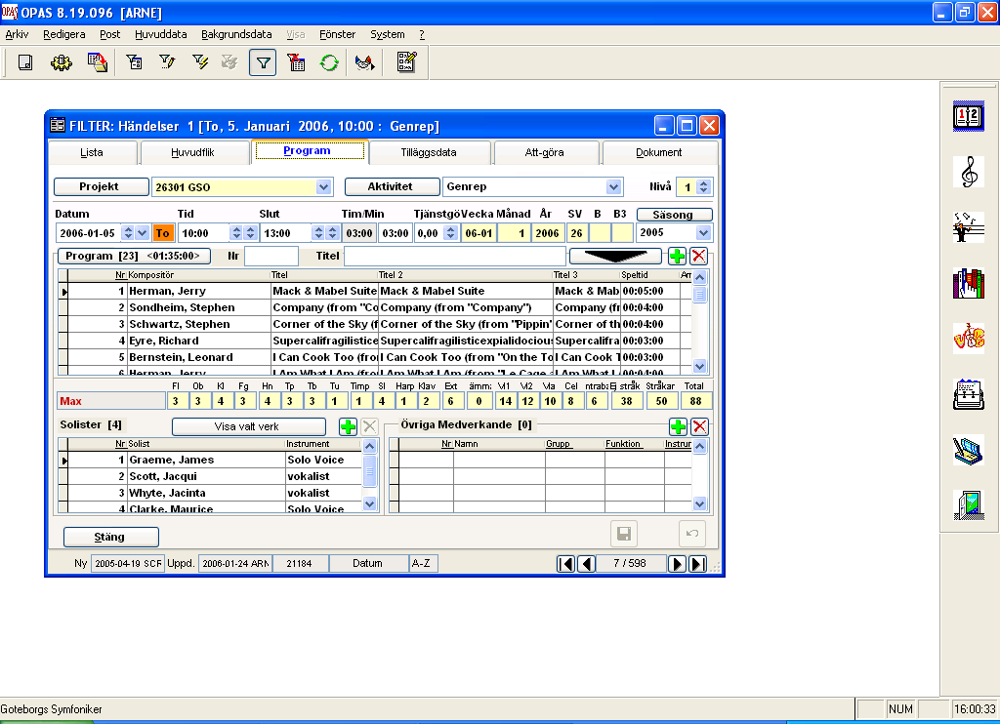 OPAS OPAS 8.19.096 [ARNE]
Arkiv Redigera Post Huvuddata Bakgrundsdata Visa Fönster System ?
FILTER: Händelser 1 [To, 5. Januari 2006, 10:00 : Genrep]
Lista Huvudflik Program Tilläggsdata Att-göra Dokument
Projekt 26301 GSO Aktivitet Genrep Nivå 1
Datum Tid Slut Tim/Min Tjänstgö Vecka Månad År SV B B3 Säsong
2006-01-05 To 10:00 13:00 03:00 03:00 0,00 06-01 1 2006 26 2005
Program [23] <01:35:00> Nr Titel
Nr Kompositör Titel Titel 2 Titel 3 Speltid Arr
1 Herman, Jerry Mack & Mabel Suite Mack & Mabel Suite Mack & Mab 00:05:00
2 Sondheim, Stephen Company (from "Co Company (from "Company") Company (fr 00:04:00
3 Schwartz, Stephen Corner of the Sky (f Corner of the Sky (from "Pippin" Corner of th 00:04:00
4 Eyre, Richard Supercalifragilistice Supercalifragilisticexpialidocious Supercalifra 00:03:00
5 Bernstein, Leonard I Can Cook Too (fro I Can Cook Too (from "On the To I Can Cook T 00:03:00
6 Herman, Jerry I Am What I Am (fro I Am What I Am (from "Le Cage a I Am What I 00:04:00
Fl Ob Kl Fg Hn Tp Tb Tu Timp Sl Harp Klav Ext ämma Vl1 Vl2 Vla Cel ntraba Ej stråk Stråkar Total
Max 3 3 4 3 4 3 3 1 1 4 1 2 6 0 14 12 10 8 6 38 50 88
Solister [4] Visa valt verk Övriga Medverkande [0]
Nr Solist Instrument Nr Namn Grupp Funktion Instrur
1 Graeme, James Solo Voice
2 Scott, Jacqui vokalist
3 Whyte, Jacinta vokalist
4 Clarke, Maurice Solo Voice
Stäng
Ny 2005-04-19 SCF Uppd. 2006-01-24 ARN 21184 Datum A-Z 7 / 598
Goteborgs Symfoniker NUM 16:00:33